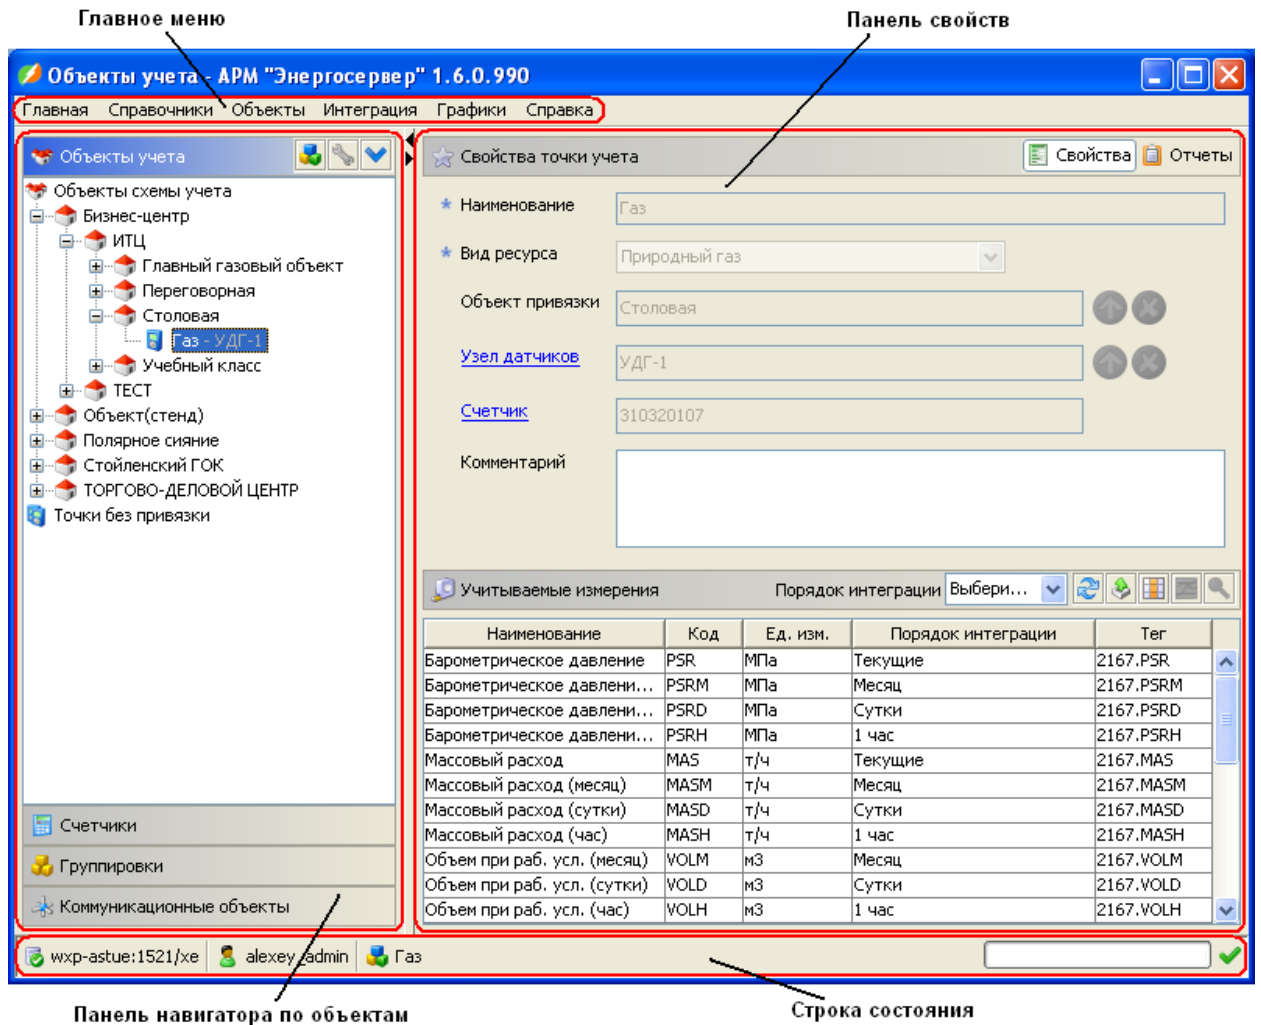 Главное меню
Панель свойств
Объекты учета - АРМ "Энергосервер" 1.6.0.990
Главная Справочники Объекты Интеграция Графики Справка
Объекты учета
Объекты схемы учета
Бизнес-центр
ИТЦ
Главный газовый объект
Переговорная
Столовая
Газ - УДГ-1
Учебный класс
ТЕСТ
Объект(стенд)
Полярное сияние
Стойленский ГОК
ТОРГОВО-ДЕЛОВОЙ ЦЕНТР
Точки без привязки
Счетчики
Группировки
Коммуникационные объекты
Свойства точки учета Свойства Отчеты
* Наименование Газ
* Вид ресурса Природный газ
Объект привязки Столовая
Узел датчиков УДГ-1
Счетчик 310320107
Комментарий
Учитываемые измерения Порядок интеграции Выбери...
Наименование Код Ед. изм. Порядок интеграции Тег
Барометрическое давление PSR МПа Текущие 2167.PSR
Барометрическое давлени... PSRM МПа Месяц 2167.PSRM
Барометрическое давлени... PSRD МПа Сутки 2167.PSRD
Барометрическое давлени... PSRH МПа 1 час 2167.PSRH
Массовый расход MAS т/ч Текущие 2167.MAS
Массовый расход (месяц) MASM т/ч Месяц 2167.MASM
Массовый расход (сутки) MASD т/ч Сутки 2167.MASD
Массовый расход (час) MASH т/ч 1 час 2167.MASH
Объем при раб. усл. (месяц) VOLM м3 Месяц 2167.VOLM
Объем при раб. усл. (сутки) VOLD м3 Сутки 2167.VOLD
Объем при раб. усл. (час) VOLH м3 1 час 2167.VOLH
wxp-astue:1521/xe alexey_admin Газ
Панель навигатора по объектам
Строка состояния